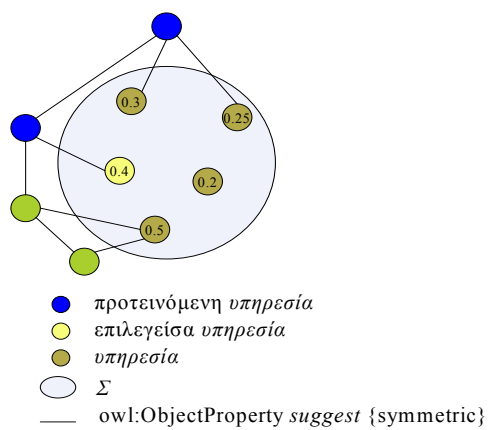 0.3
0.25
0.4
0.2
0.5
προτεινόμενη υπηρεσία
επιλεγείσα υπηρεσία
υπηρεσία
Σ
owl:ObjectProperty suggest {symmetric}